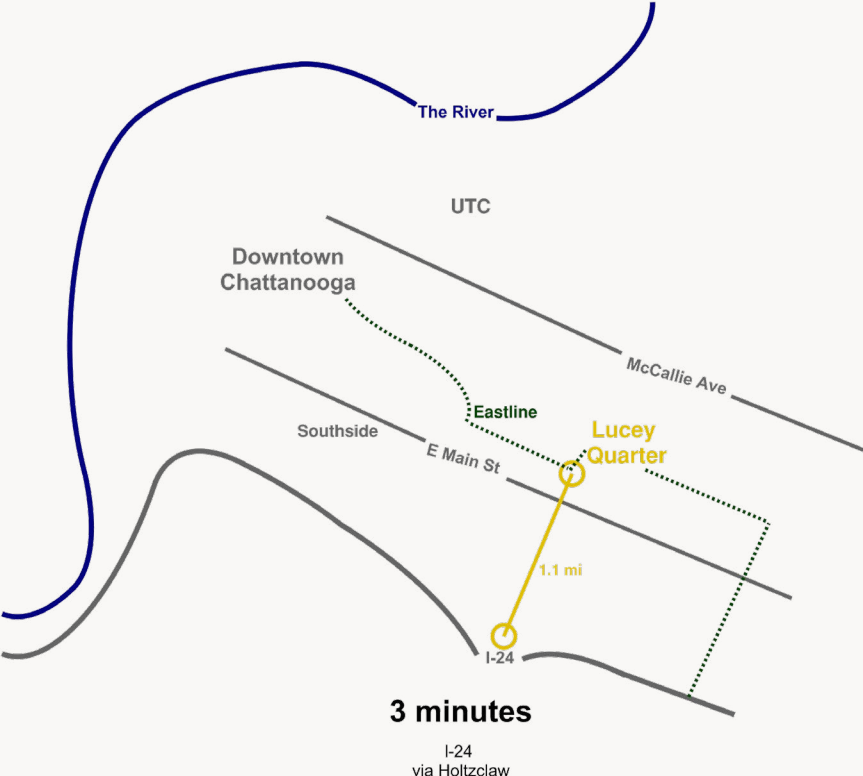 The River
UTC
Downtown
Chattanooga
McCallie Ave
Eastline
Lucey
Quarter
Southside
E Main St
1.1 mi
I-24
3 minutes
I-24
via Holtzclaw